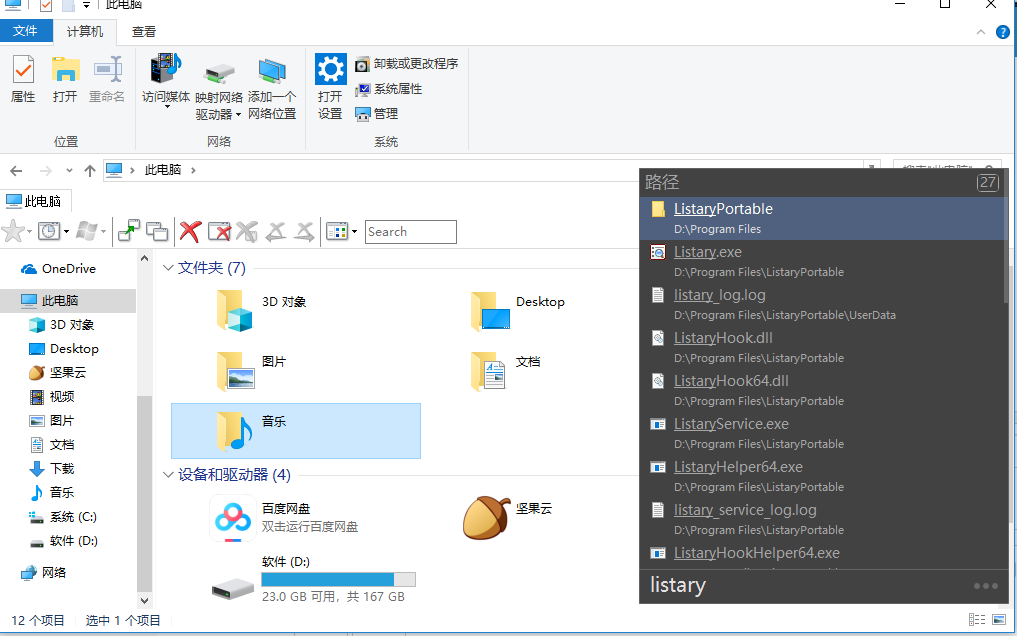 此电脑
文件
计算机
查看
属性
打开
重命名
位置
访问媒体
映射网络
驱动器
添加一个
网络位置
网络
打开
设置
卸载或更改程序
系统属性
管理
系统
此电脑
此电脑
Search
OneDrive
此电脑
3D 对象
Desktop
坚果云
视频
图片
文档
下载
音乐
系统 (C:)
软件 (D:)
网络
文件夹 (7)
3D 对象
Desktop
图片
文档
音乐
设备和驱动器 (4)
百度网盘
双击运行百度网盘
坚果云
软件 (D:)
23.0 GB 可用，共 167 GB
路径
27
ListaryPortable
D:\Program Files
Listary.exe
D:\Program Files\ListaryPortable
listary_log.log
D:\Program Files\ListaryPortable\UserData
ListaryHook.dll
D:\Program Files\ListaryPortable
ListaryHook64.dll
D:\Program Files\ListaryPortable
ListaryService.exe
D:\Program Files\ListaryPortable
ListaryHelper64.exe
D:\Program Files\ListaryPortable
listary_service_log.log
D:\Program Files\ListaryPortable
ListaryHookHelper64.exe
listary
12 个项目
选中 1 个项目